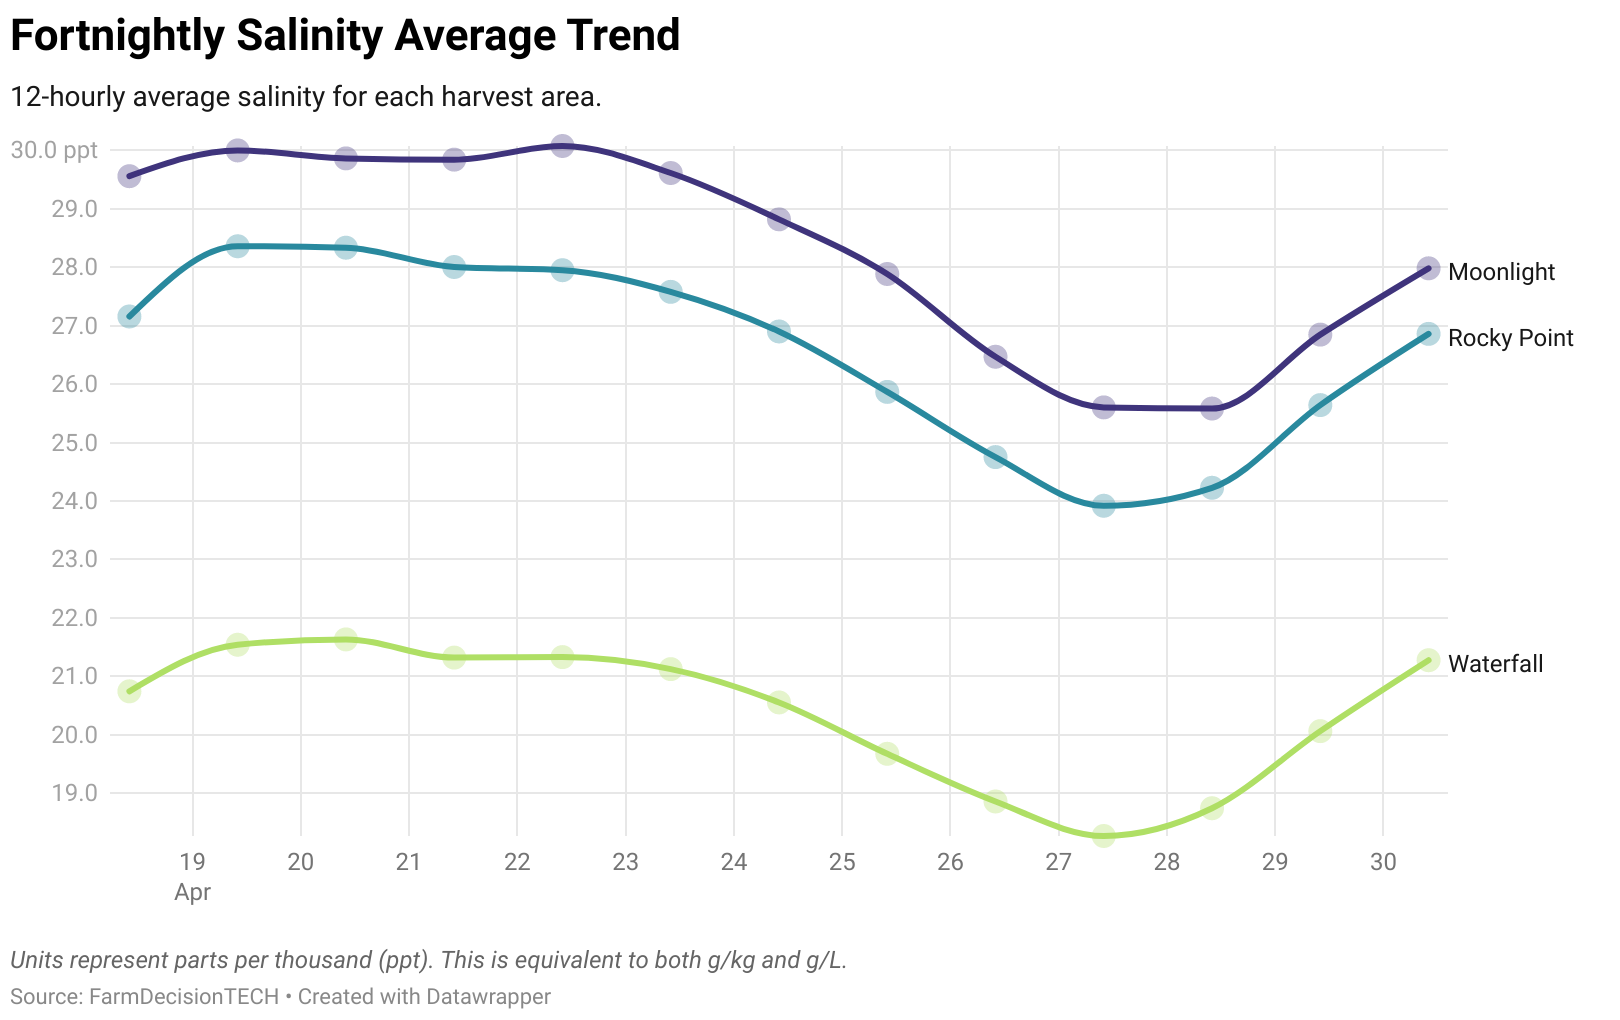 Fortnightly Salinity Average Trend
12-hourly average salinity for each harvest area.
30.0 ppt
29.0
28.0
27.0
26.0
25.0
24.0
23.0
22.0
21.0
20.0
19.0
Moonlight
Rocky Point
Waterfall
19 20 21 22 23 24 25 26 27 28 29 30
Apr
Units represent parts per thousand (ppt). This is equivalent to both g/kg and g/L.
Source: FarmDecisionTECH • Created with Datawrapper